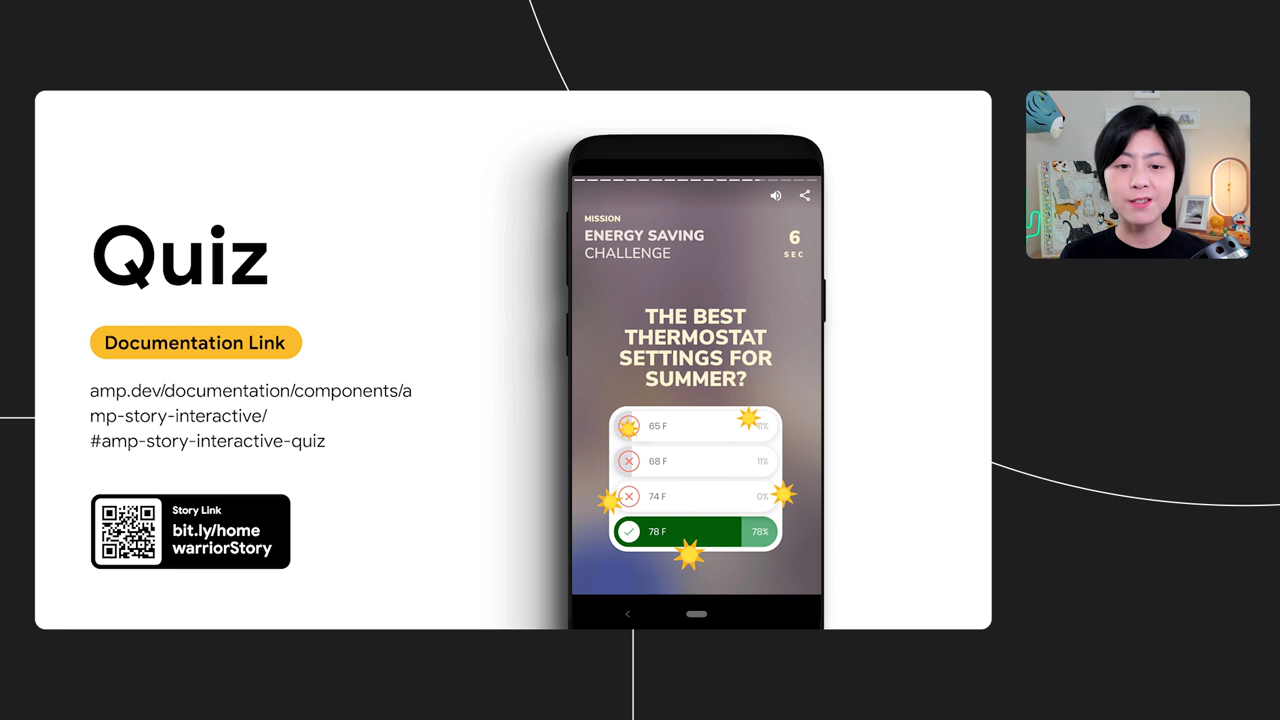 Quiz
Documentation Link
amp.dev/documentation/components/a
mp-story-interactive/
#amp-story-interactive-quiz
Story Link
bit.ly/home
warriorStory
MISSION
ENERGY SAVING
CHALLENGE
6
SEC
THE BEST
THERMOSTAT
SETTINGS FOR
SUMMER?
65 F 11%
68 F 11%
74 F 0%
78 F 78%